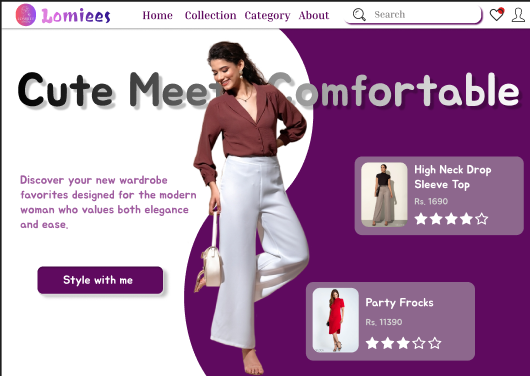 Lomiees
Home Collection Category About
Search
Cute Meets Comfortable
Discover your new wardrobe
favorites designed for the modern
woman who values both elegance
and ease.
Style with me
High Neck Drop
Sleeve Top
Rs. 1690
Party Frocks
Rs. 11390